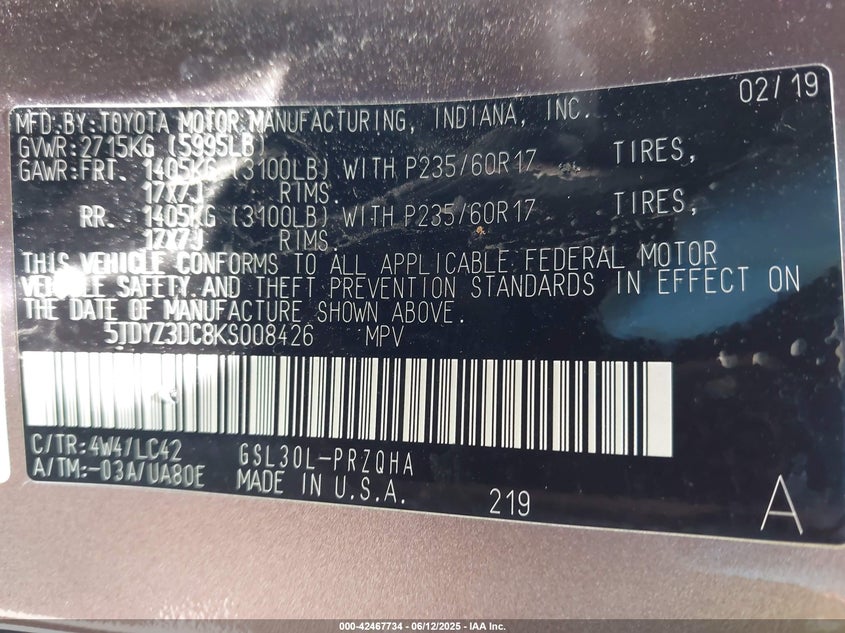 02/19
MFD.BY:TOYOTA MOTOR MANUFACTURING, INDIANA, INC.
GVWR:2715KG (5995LB)
GAWR:FRT. 1405KG (3100LB) WITH P235/60R17 TIRES,
17X7J RIMS.
RR. 1405KG (3100LB) WITH P235/60R17 TIRES,
17X7J RIMS.
THIS VEHICLE CONFORMS TO ALL APPLICABLE FEDERAL MOTOR
VEHICLE SAFETY AND THEFT PREVENTION STANDARDS IN EFFECT ON
THE DATE OF MANUFACTURE SHOWN ABOVE.
5TDYZ3DC8KS008426 MPV
C/TR:4W4/LC42 GSL30L-PRZQHA
A/TM:-03A/UA80E MADE IN U.S.A. 219 A
000-42467734 - 06/12/2025 - IAA Inc.